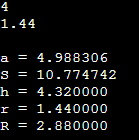 4
1.44
a = 4.988306
S = 10.774742
h = 4.320000
r = 1.440000
R = 2.880000